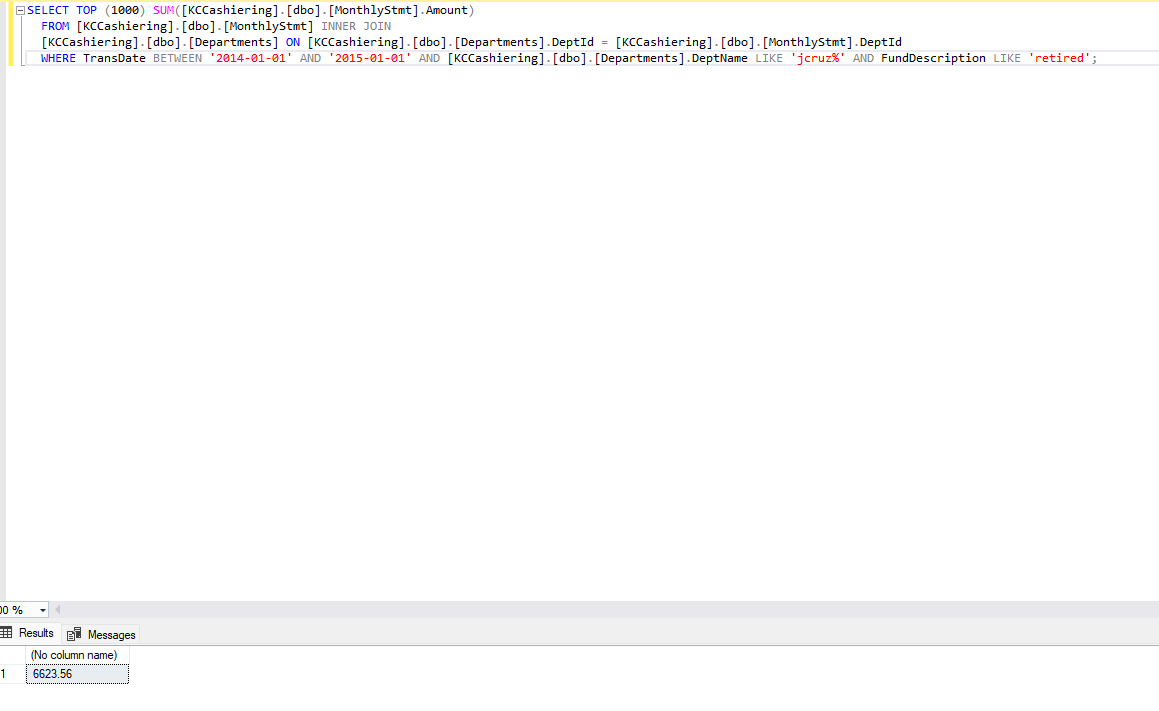 SELECT TOP (1000) SUM([KCCashiering].[dbo].[MonthlyStmt].Amount)
FROM [KCCashiering].[dbo].[MonthlyStmt] INNER JOIN
[KCCashiering].[dbo].[Departments] ON [KCCashiering].[dbo].[Departments].DeptId = [KCCashiering].[dbo].[MonthlyStmt].DeptId
WHERE TransDate BETWEEN '2014-01-01' AND '2015-01-01' AND [KCCashiering].[dbo].[Departments].DeptName LIKE 'jcruz%' AND FundDescription LIKE 'retired';
00 %
Results Messages
(No column name)
1 6623.56